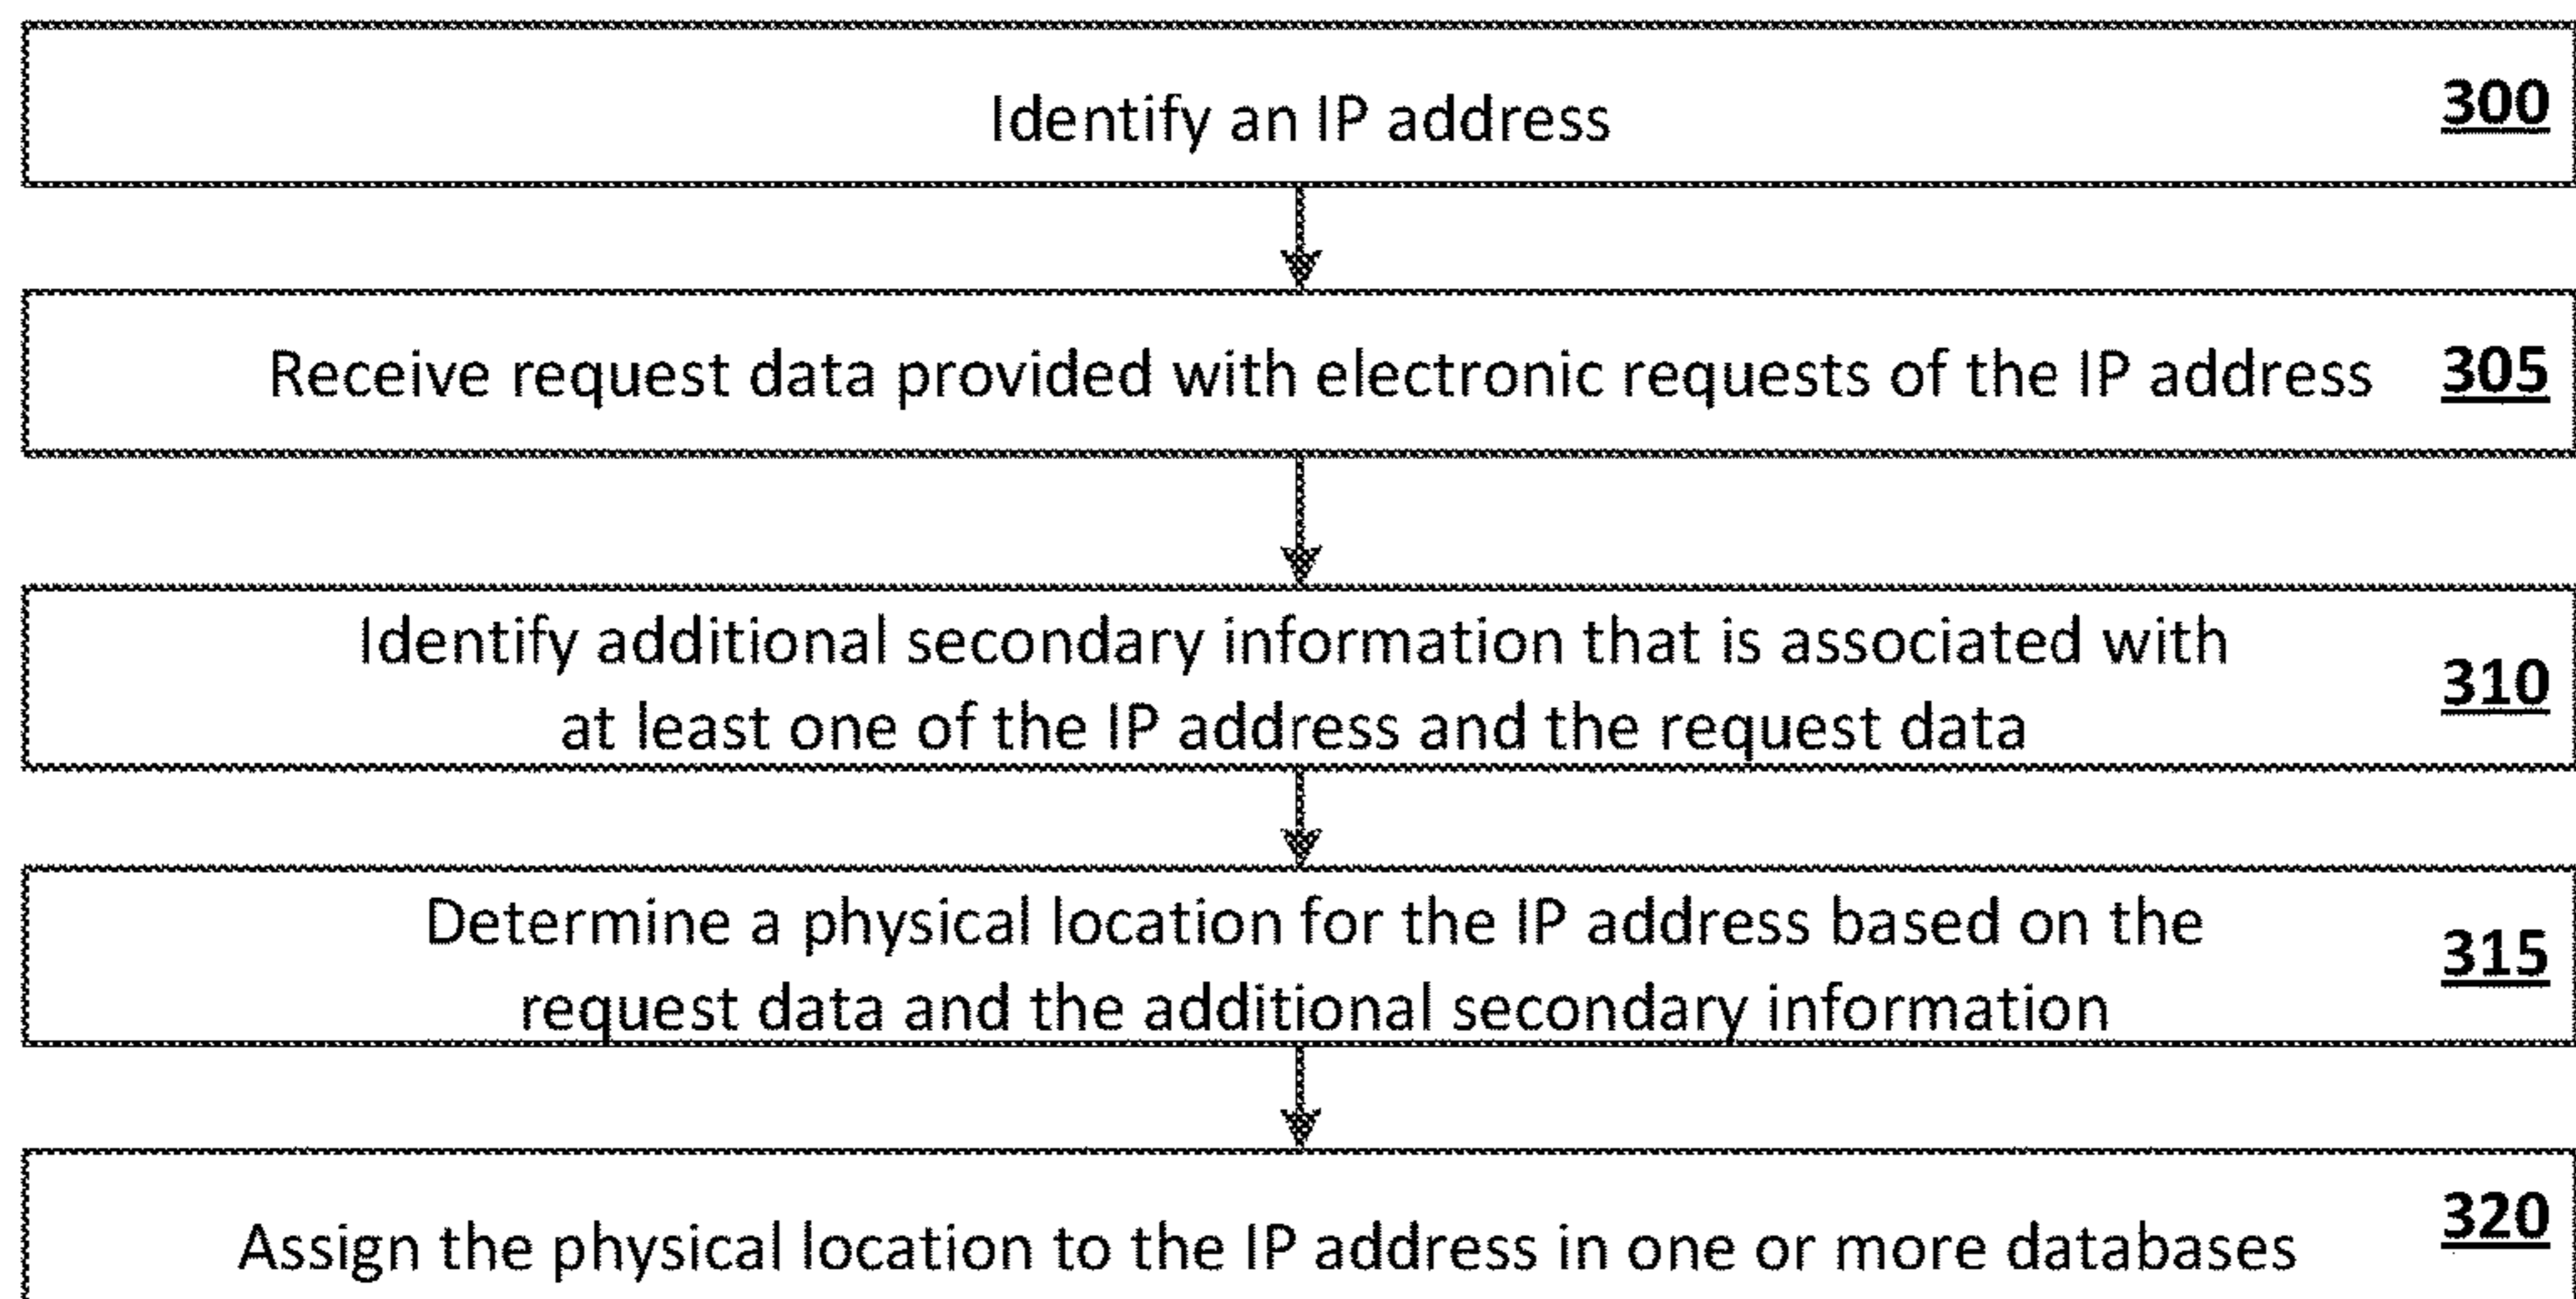 Identify an IP address 300
Receive request data provided with electronic requests of the IP address 305
Identify additional secondary information that is associated with
at least one of the IP address and the request data 310
Determine a physical location for the IP address based on the
request data and the additional secondary information 315
Assign the physical location to the IP address in one or more databases 320